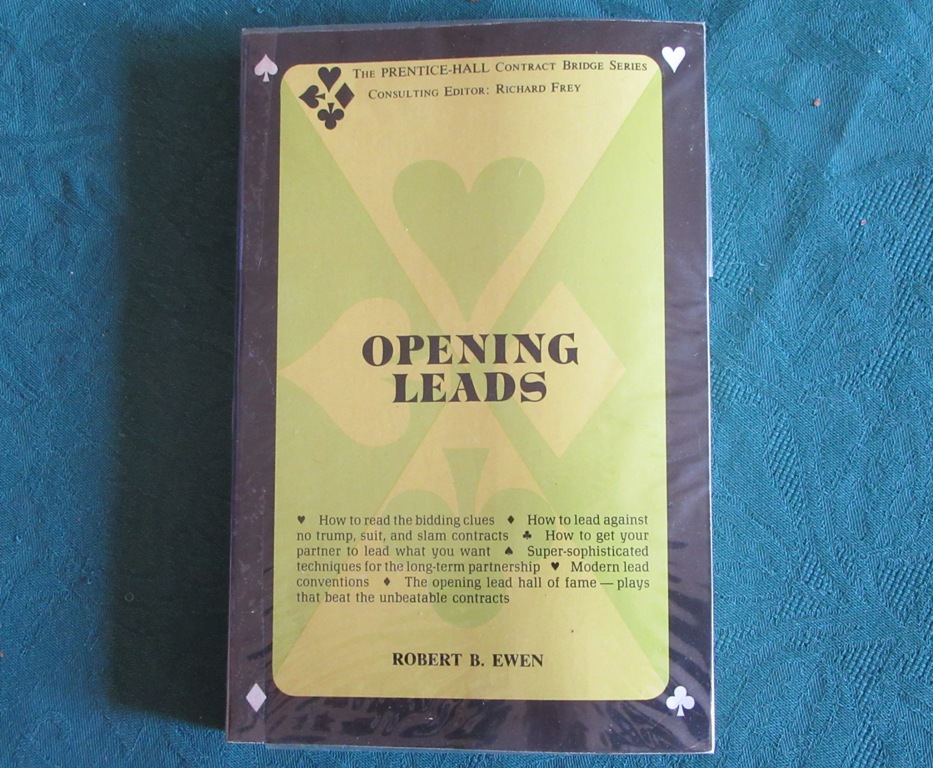 THE PRENTICE-HALL CONTRACT BRIDGE SERIES
CONSULTING EDITOR: RICHARD FREY
OPENING
LEADS
♥ How to read the bidding clues ♦ How to lead against
no trump, suit, and slam contracts ♣ How to get your
partner to lead what you want ♠ Super-sophisticated
techniques for the long-term partnership ♥ Modern lead
conventions ♦ The opening lead hall of fame — plays
that beat the unbeatable contracts
ROBERT B. EWEN